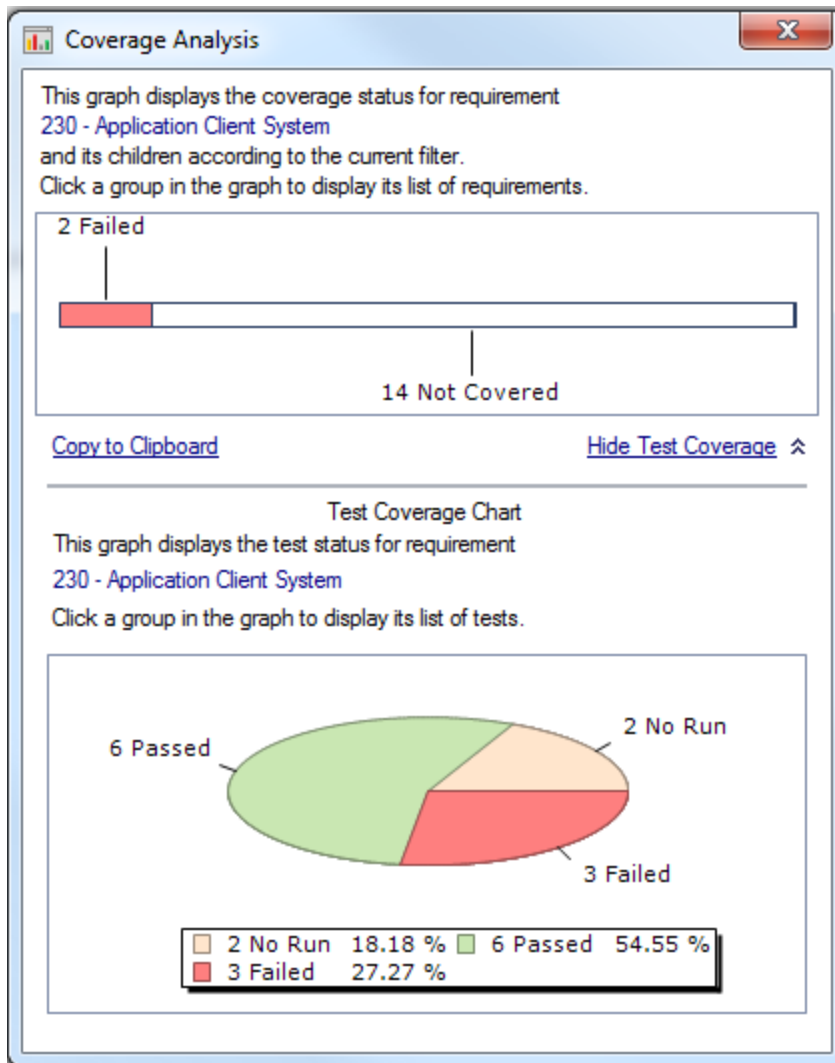 Coverage Analysis
This graph displays the coverage status for requirement
230 - Application Client System
and its children according to the current filter.
Click a group in the graph to display its list of requirements.
2 Failed
14 Not Covered
Copy to Clipboard Hide Test Coverage
Test Coverage Chart
This graph displays the test status for requirement
230 - Application Client System
Click a group in the graph to display its list of tests.
2 No Run
6 Passed
3 Failed
2 No Run 18.18 % 6 Passed 54.55 %
3 Failed 27.27 %